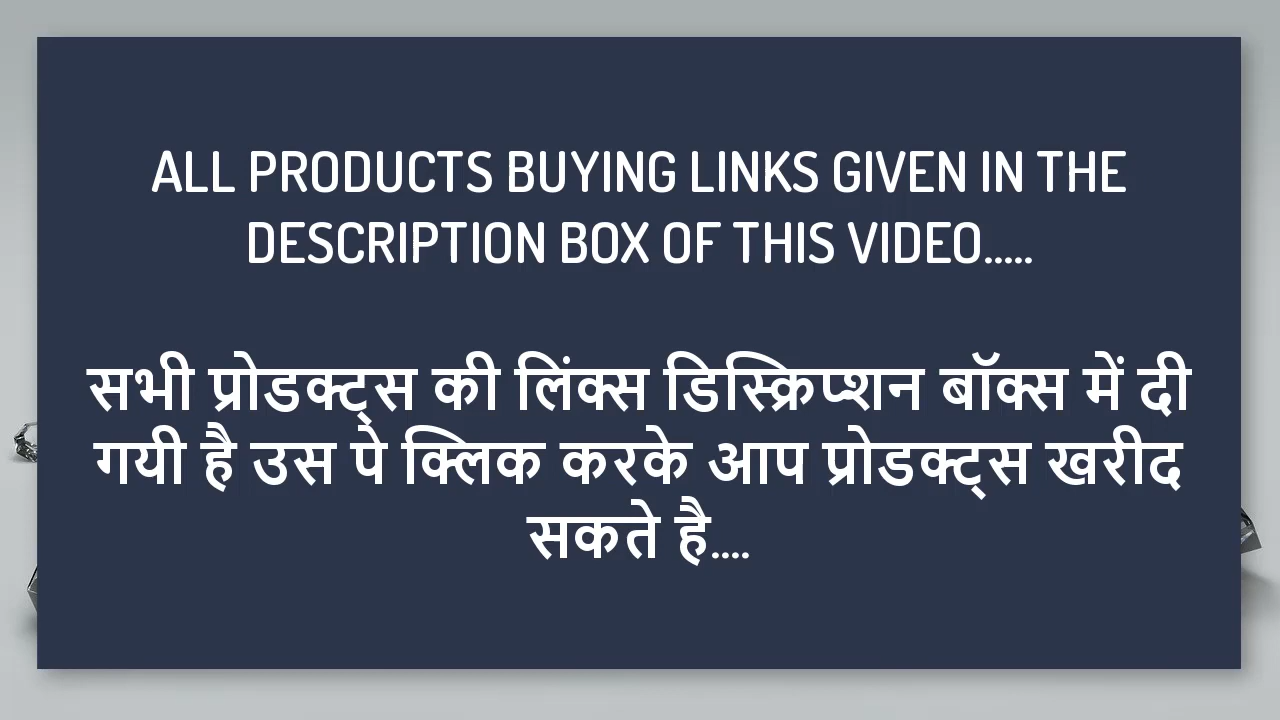 ALL PRODUCTS BUYING LINKS GIVEN IN THE
DESCRIPTION BOX OF THIS VIDEO.....
सभी प्रोडक्ट्स की लिंक्स डिस्क्रिप्शन बॉक्स में दी
गयी है उस पे क्लिक करके आप प्रोडक्ट्स खरीद
सकते है....